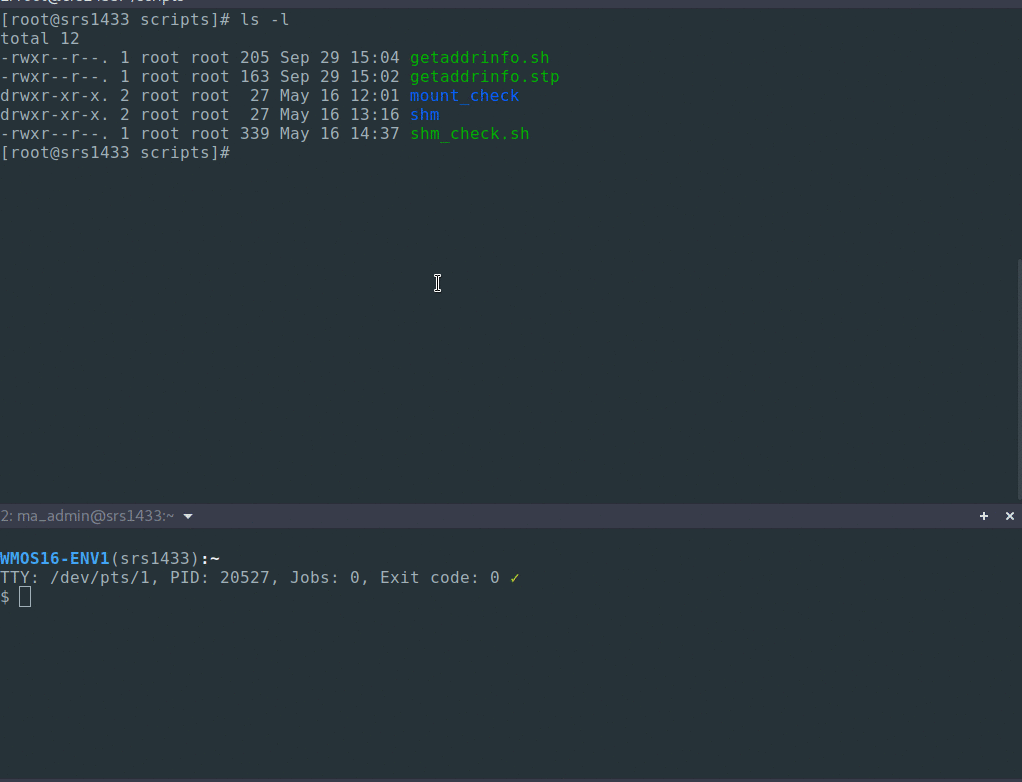 [root@srs1433 scripts]# ls -l
total 12
-rwxr--r--. 1 root root 205 Sep 29 15:04 getaddrinfo.sh
-rwxr--r--. 1 root root 163 Sep 29 15:02 getaddrinfo.stp
drwxr-xr-x. 2 root root  27 May 16 12:01 mount_check
drwxr-xr-x. 2 root root  27 May 16 13:16 shm
-rwxr--r--. 1 root root 339 May 16 14:37 shm_check.sh
[root@srs1433 scripts]#
2: ma_admin@srs1433:~
WMOS16-ENV1(srs1433):~
TTY: /dev/pts/1, PID: 20527, Jobs: 0, Exit code: 0 ✓
$